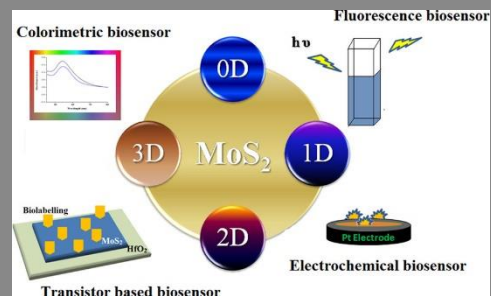 Fluorescence biosensor
Colorimetric biosensor
hυ
0D
3D
MoS₂
1D
2D
Biolabelling
MoS₂
HfO₂
Pt Electrode
Electrochemical biosensor
Transistor based biosensor